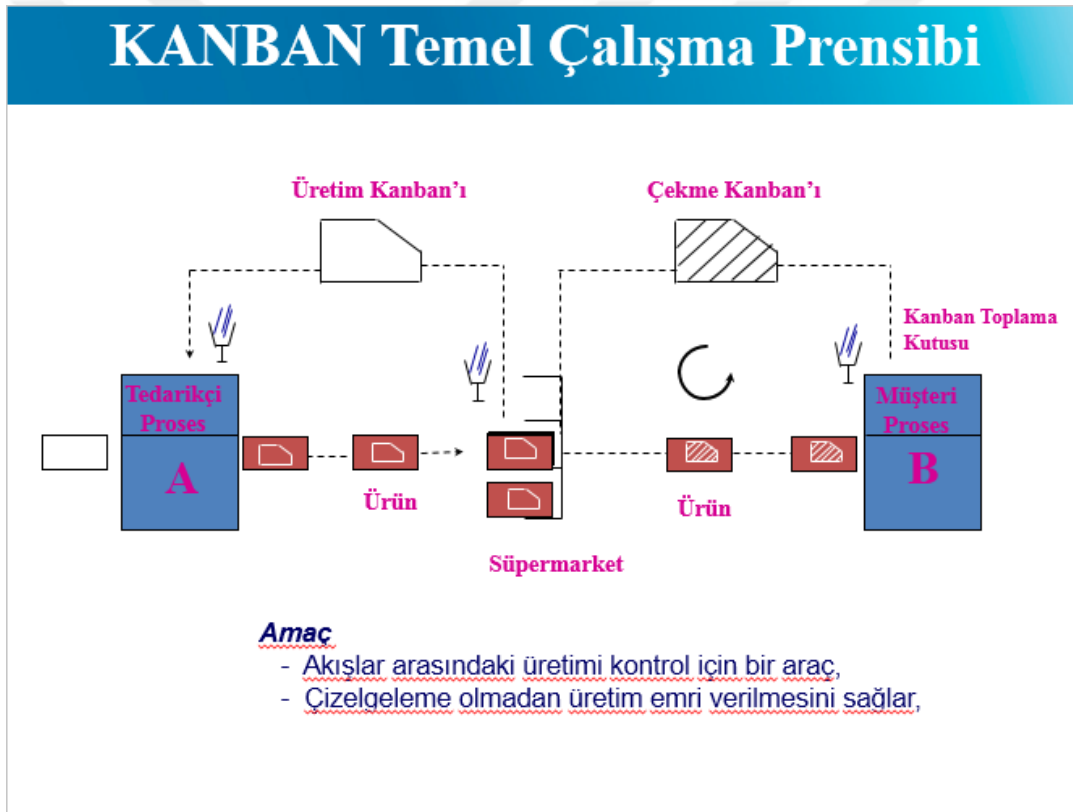 KANBAN Temel Çalışma Prensibi
Üretim Kanban’ı
Çekme Kanban’ı
Kanban Toplama
Kutusu
Tedarikçi
Proses
A
Müşteri
Proses
B
Ürün
Ürün
Süpermarket
Amaç
- Akışlar arasındaki üretimi kontrol için bir araç,
- Çizelgeleme olmadan üretim emri verilmesini sağlar,